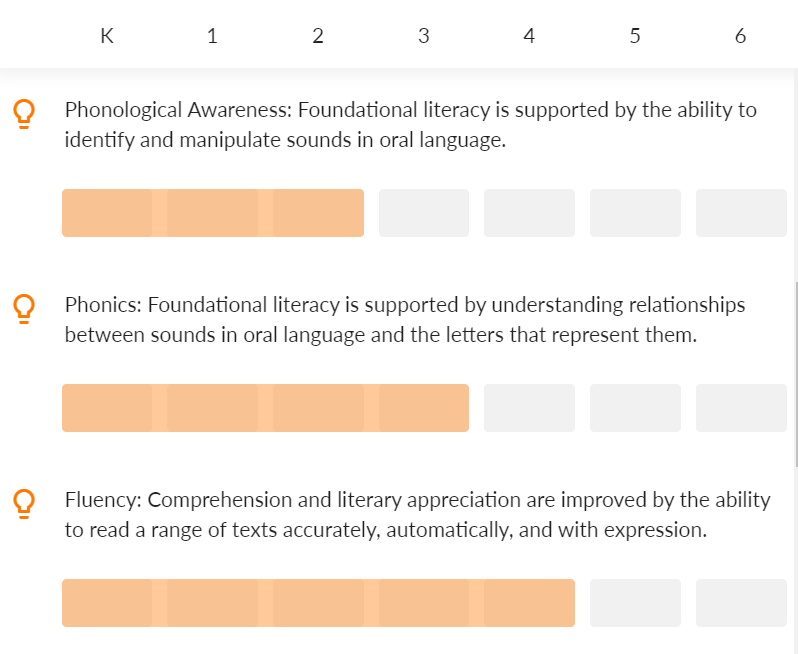 K 1 2 3 4 5 6
Phonological Awareness: Foundational literacy is supported by the ability to
identify and manipulate sounds in oral language.
Phonics: Foundational literacy is supported by understanding relationships
between sounds in oral language and the letters that represent them.
Fluency: Comprehension and literary appreciation are improved by the ability
to read a range of texts accurately, automatically, and with expression.